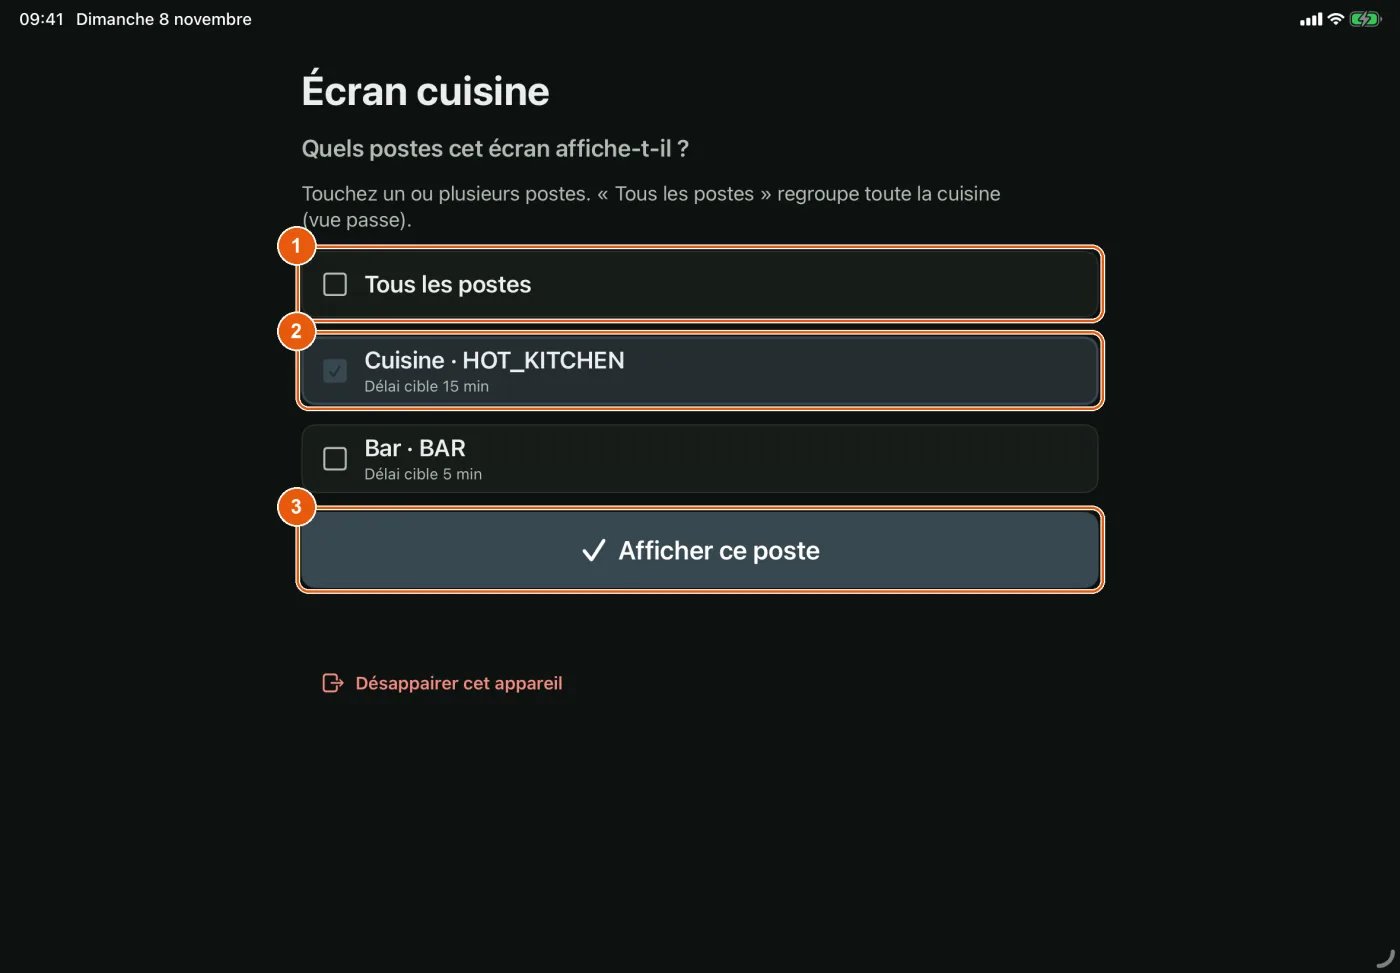 09:41 Dimanche 8 novembre
Écran cuisine
Quels postes cet écran affiche-t-il ?
Touchez un ou plusieurs postes. « Tous les postes » regroupe toute la cuisine
(vue passe).
1
Tous les postes
2
Cuisine · HOT_KITCHEN
Délai cible 15 min
Bar · BAR
Délai cible 5 min
3
Afficher ce poste
Désappairer cet appareil